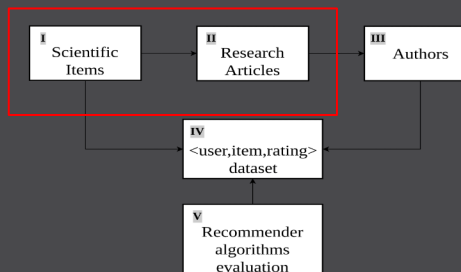 I
Scientific
Items
II
Research
Articles
III
Authors
IV
<user,item,rating>
dataset
V
Recommender
algorithms
evaluation